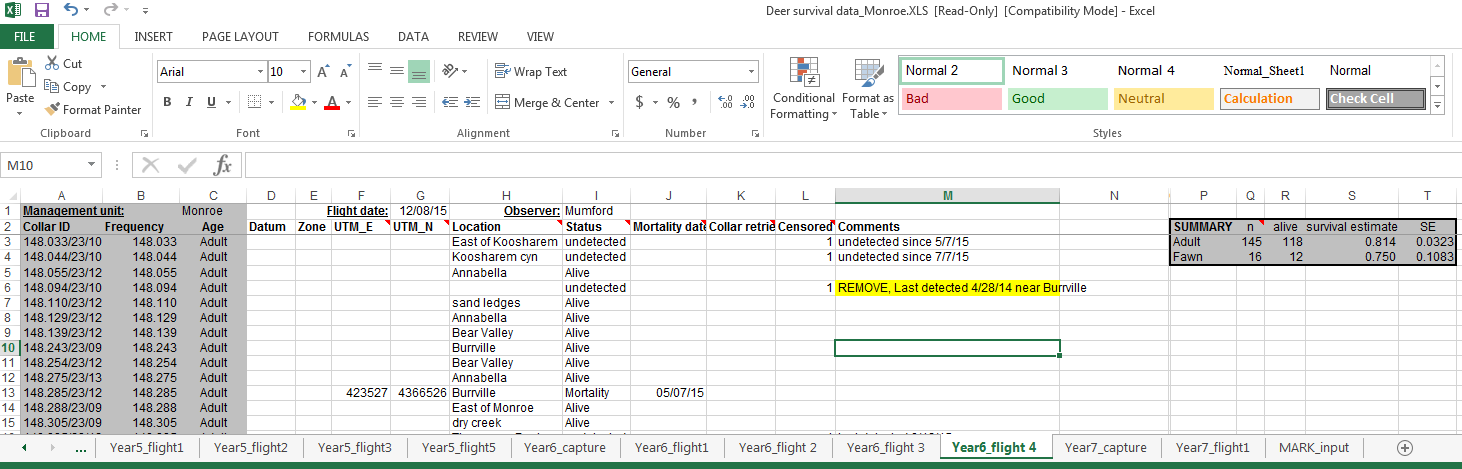 Deer survival data_Monroe.XLS [Read-Only] [Compatibility Mode] - Excel
FILE HOME INSERT PAGE LAYOUT FORMULAS DATA REVIEW VIEW
Paste
Cut
Copy
Format Painter
Clipboard
Arial 10
B I U
Font
Wrap Text
Merge & Center
Alignment
General
$ % ,
Number
Conditional Formatting
Format as Table
Normal 2 Normal 3 Normal 4 Normal_Sheet1 Normal
Bad Good Neutral Calculation Check Cell
Styles
M10 fx
A B C D E F G H I J K L M N P Q R S T
1 Management unit: Monroe Flight date: 12/08/15 Observer: Mumford
2 Collar ID Frequency Age Datum Zone UTM_E UTM_N Location Status Mortality dat Collar retrie Censored Comments SUMMARY n alive survival estimate SE
3 148.033/23/10 148.033 Adult East of Koosharem undetected 1 undetected since 5/7/15 Adult 145 118 0.814 0.0323
4 148.044/23/10 148.044 Adult Koosharem cyn undetected 1 undetected since 7/7/15 Fawn 16 12 0.750 0.1083
5 148.055/23/12 148.055 Adult Annabella Alive
6 148.094/23/10 148.094 Adult undetected 1 REMOVE, Last detected 4/28/14 near Burrville
7 148.110/23/12 148.110 Adult sand ledges Alive
8 148.129/23/12 148.129 Adult Annabella Alive
9 148.139/23/12 148.139 Adult Bear Valley Alive
10 148.243/23/09 148.243 Adult Burrville Alive
11 148.254/23/12 148.254 Adult Bear Valley Alive
12 148.275/23/13 148.275 Adult Annabella Alive
13 148.285/23/12 148.285 Adult 423527 4366526 Burrville Mortality 05/07/15
14 148.288/23/09 148.288 Adult East of Monroe Alive
15 148.305/23/09 148.305 Adult dry creek Alive
... Year5_flight1 Year5_flight2 Year5_flight3 Year5_flight5 Year6_capture Year6_flight1 Year6_flight 2 Year6_flight 3 Year6_flight 4 Year7_capture Year7_flight1 MARK_input